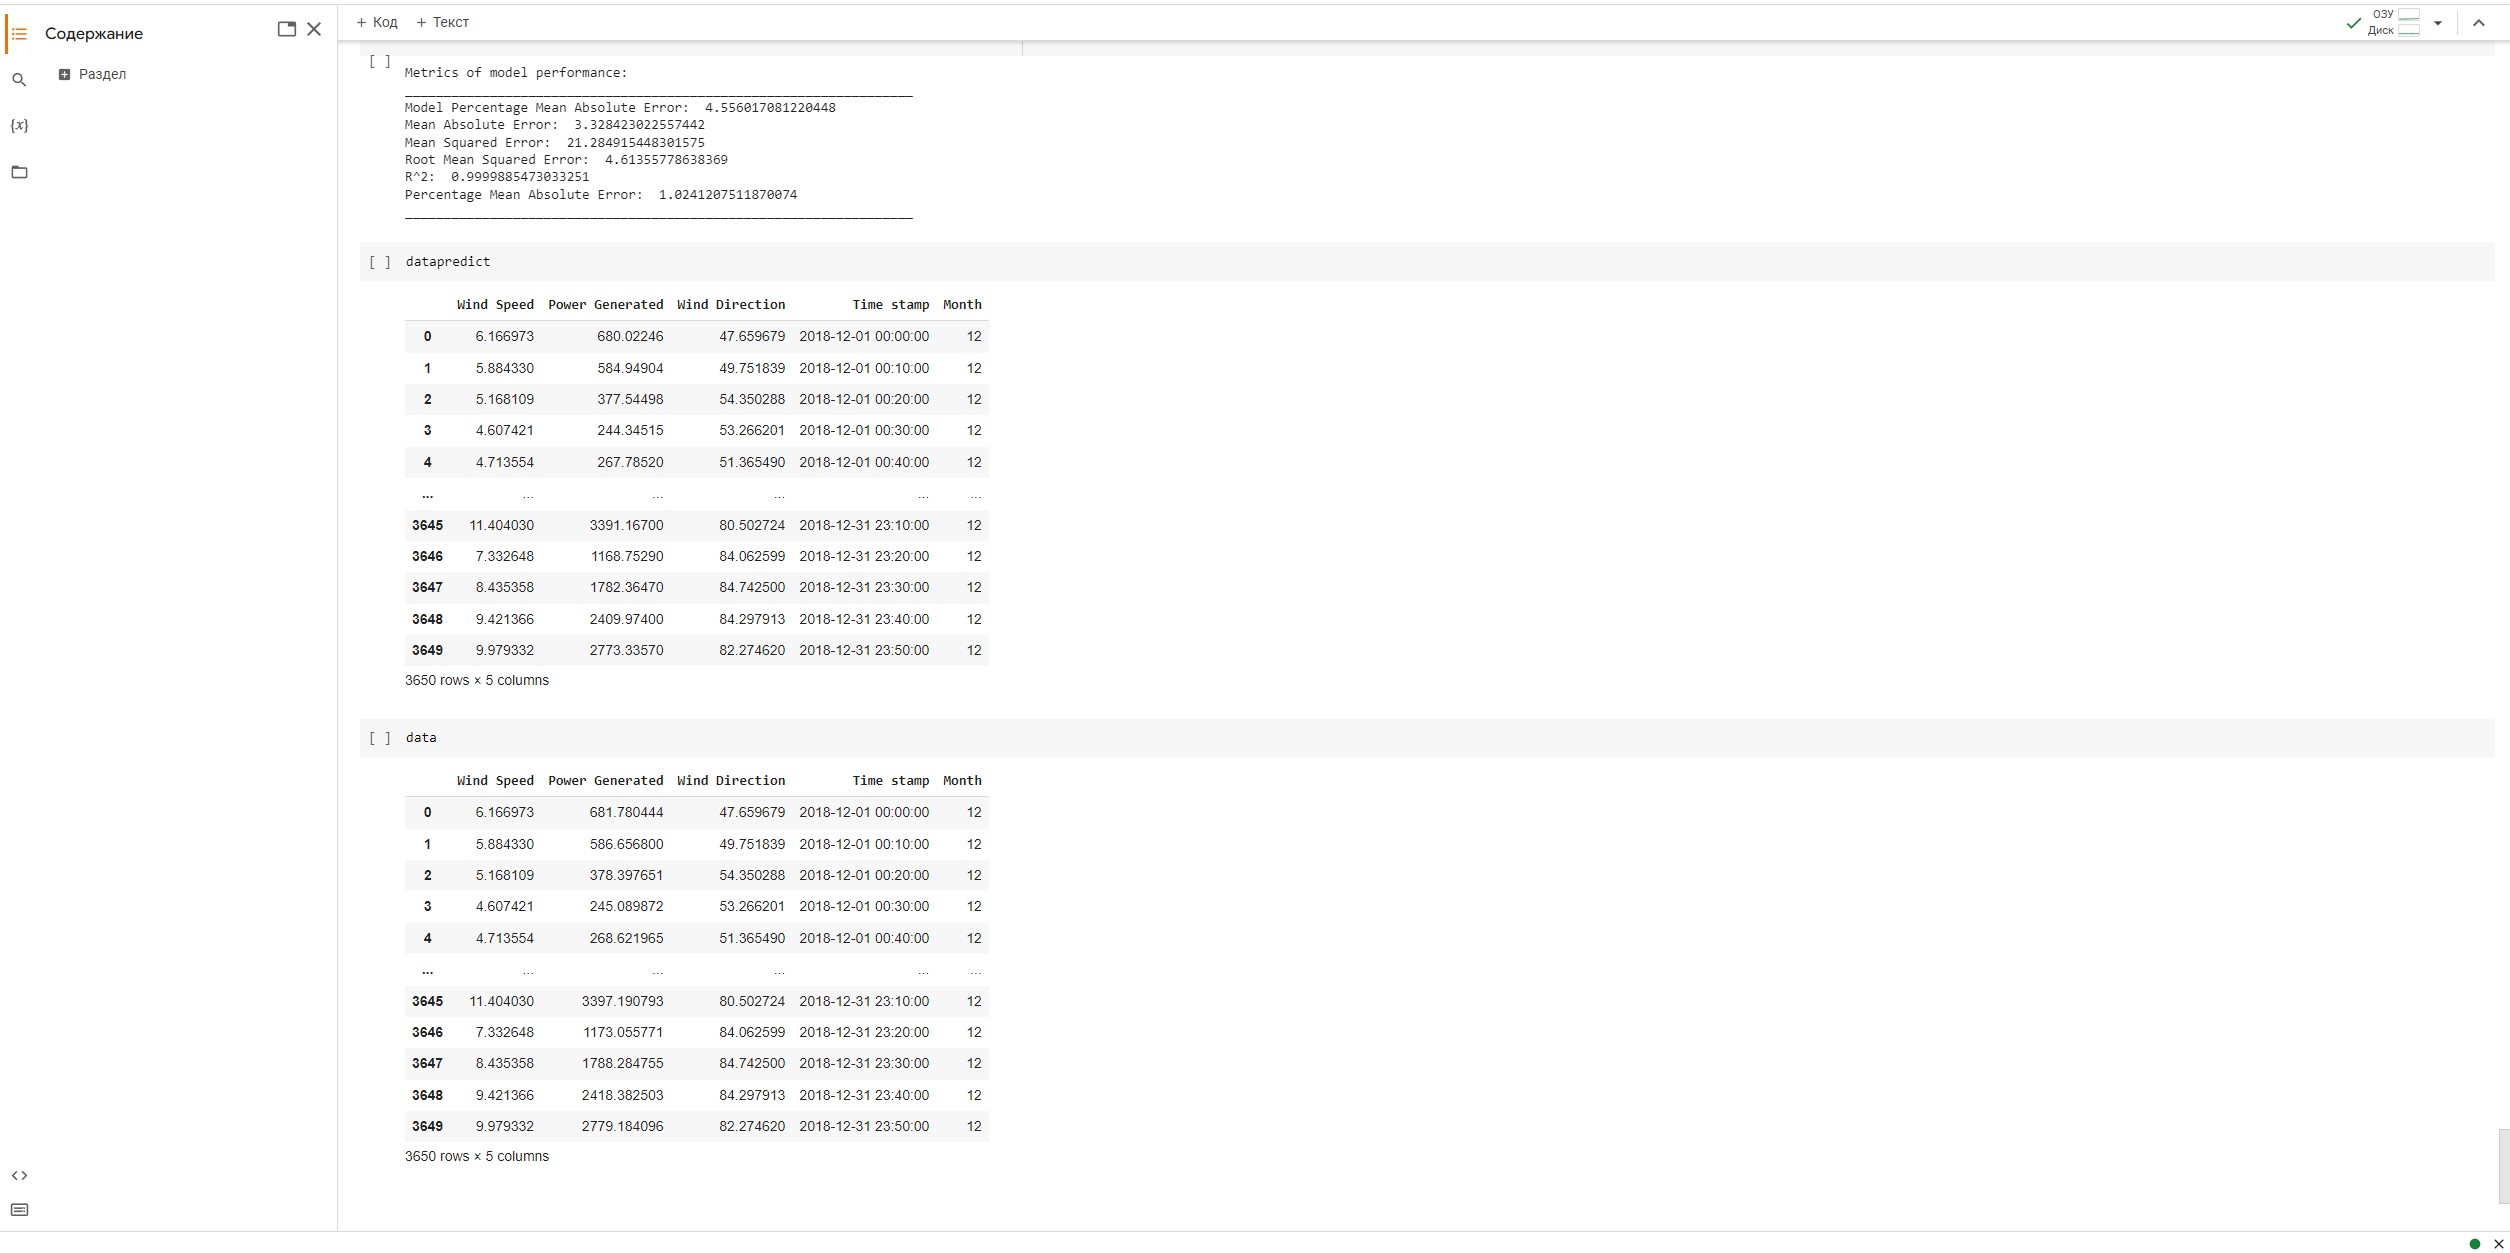 Содержание
Раздел
+ Код + Текст
ОЗУ
Диск
{x}
[ ]
Metrics of model performance:
Model Percentage Mean Absolute Error: 4.556017081220448
Mean Absolute Error: 3.328423022557442
Mean Squared Error: 21.284915448301575
Root Mean Squared Error: 4.61355778638369
R^2: 0.9999885473033251
Percentage Mean Absolute Error: 1.0241207511870074
[ ] datapredict
Wind Speed Power Generated Wind Direction Time stamp Month
0 6.166973 680.02246 47.659679 2018-12-01 00:00:00 12
1 5.884330 584.94904 49.751839 2018-12-01 00:10:00 12
2 5.168109 377.54498 54.350288 2018-12-01 00:20:00 12
3 4.607421 244.34515 53.266201 2018-12-01 00:30:00 12
4 4.713554 267.78520 51.365490 2018-12-01 00:40:00 12
... ... ... ... ... ...
3645 11.404030 3391.16700 80.502724 2018-12-31 23:10:00 12
3646 7.332648 1168.75290 84.062599 2018-12-31 23:20:00 12
3647 8.435358 1782.36470 84.742500 2018-12-31 23:30:00 12
3648 9.421366 2409.97400 84.297913 2018-12-31 23:40:00 12
3649 9.979332 2773.33570 82.274620 2018-12-31 23:50:00 12
3650 rows × 5 columns
[ ] data
Wind Speed Power Generated Wind Direction Time stamp Month
0 6.166973 681.780444 47.659679 2018-12-01 00:00:00 12
1 5.884330 586.656800 49.751839 2018-12-01 00:10:00 12
2 5.168109 378.397651 54.350288 2018-12-01 00:20:00 12
3 4.607421 245.089872 53.266201 2018-12-01 00:30:00 12
4 4.713554 268.621965 51.365490 2018-12-01 00:40:00 12
... ... ... ... ... ...
3645 11.404030 3397.190793 80.502724 2018-12-31 23:10:00 12
3646 7.332648 1173.055771 84.062599 2018-12-31 23:20:00 12
3647 8.435358 1788.284755 84.742500 2018-12-31 23:30:00 12
3648 9.421366 2418.382503 84.297913 2018-12-31 23:40:00 12
3649 9.979332 2779.184096 82.274620 2018-12-31 23:50:00 12
3650 rows × 5 columns